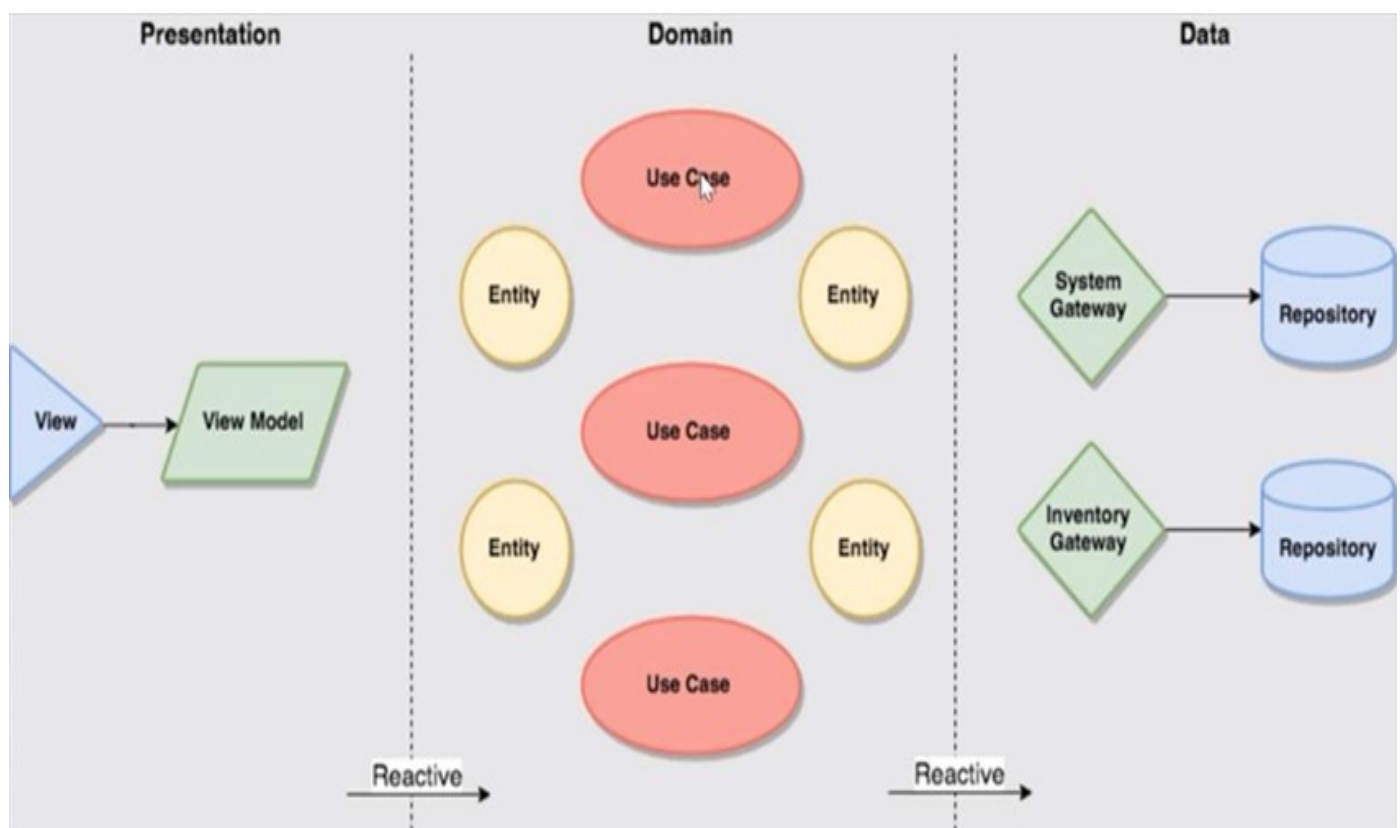 Presentation
Domain
Data
Use Case
Entity
Entity
System
Gateway
Repository
View
View Model
Use Case
Inventory
Gateway
Repository
Entity
Entity
Use Case
Reactive
Reactive